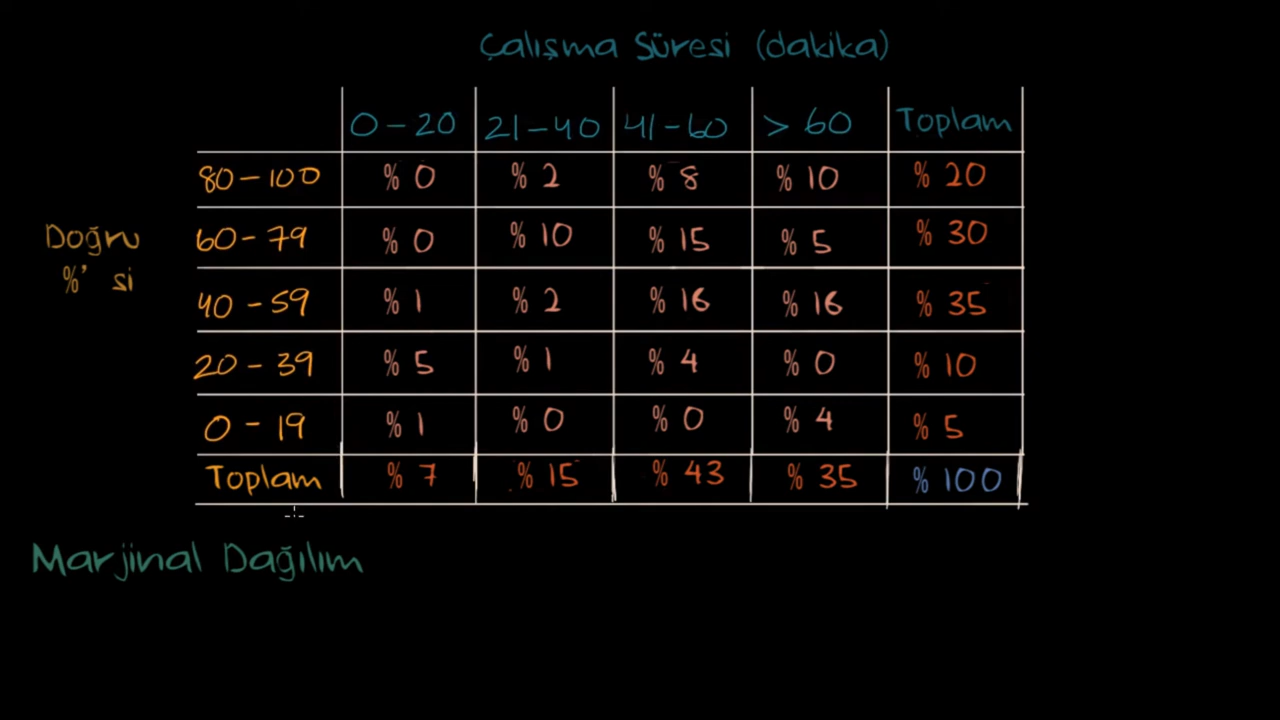 Çalışma Süresi (dakika)
0-20 21-40 41-60 > 60 Toplam
80-100 % 0 % 2 % 8 % 10 % 20
Doğru %' si
60-79 % 0 % 10 % 15 % 5 % 30
40-59 % 1 % 2 % 16 % 16 % 35
20-39 % 5 % 1 % 4 % 0 % 10
0-19 % 1 % 0 % 0 % 4 % 5
Toplam % 7 % 15 % 43 % 35 % 100
Marjinal Dağılım